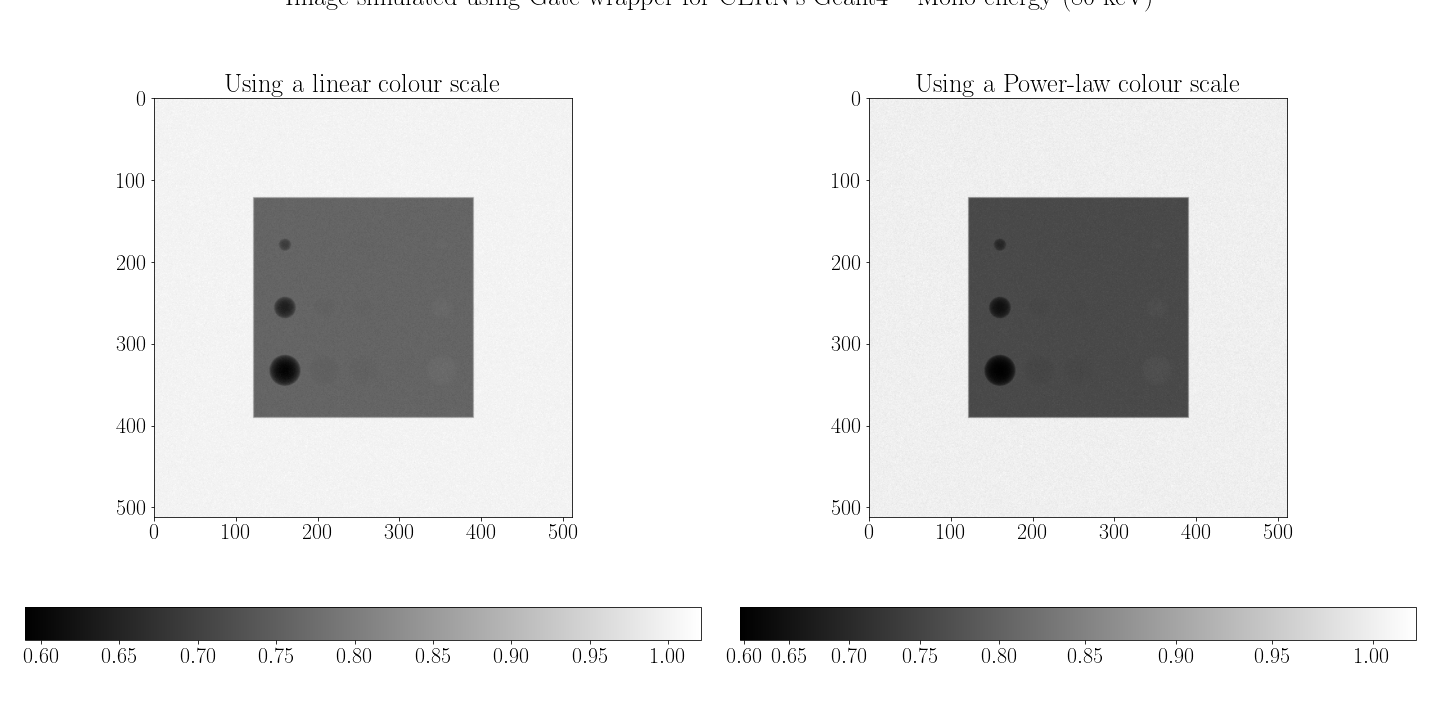 Image simulated using Gate wrapper for CERN's Geant4 - Mono energy (80 keV)
Using a linear colour scale
0
100
200
300
400
500
0 100 200 300 400 500
0.60 0.65 0.70 0.75 0.80 0.85 0.90 0.95 1.00
Using a Power-law colour scale
0
100
200
300
400
500
0 100 200 300 400 500
0.60 0.65 0.70 0.75 0.80 0.85 0.90 0.95 1.00